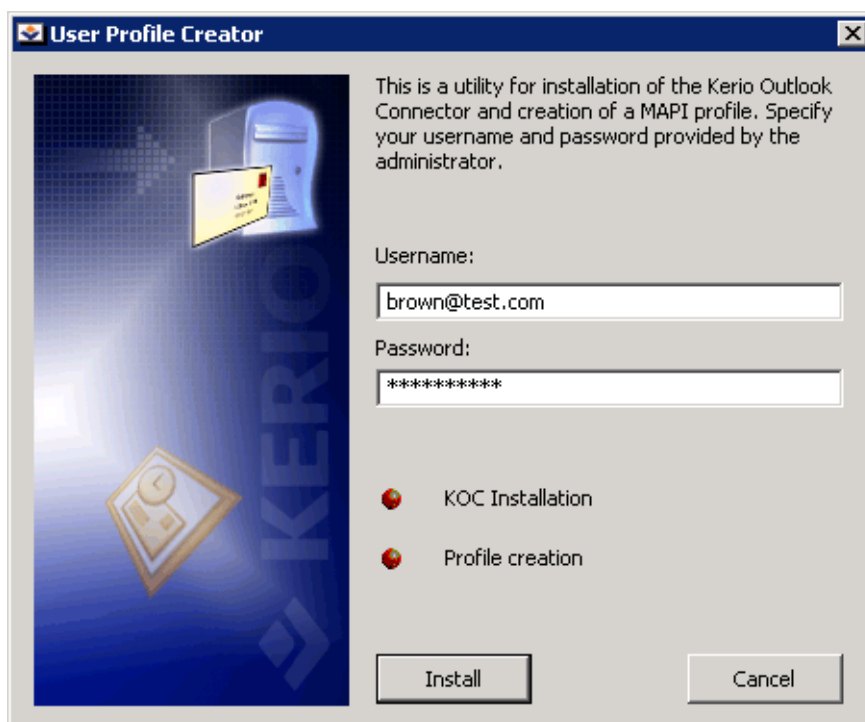 User Profile Creator
This is a utility for installation of the Kerio Outlook
Connector and creation of a MAPI profile. Specify
your username and password provided by the
administrator.
Username:
brown@test.com
Password:
**********
KOC Installation
Profile creation
Install
Cancel
KERIO